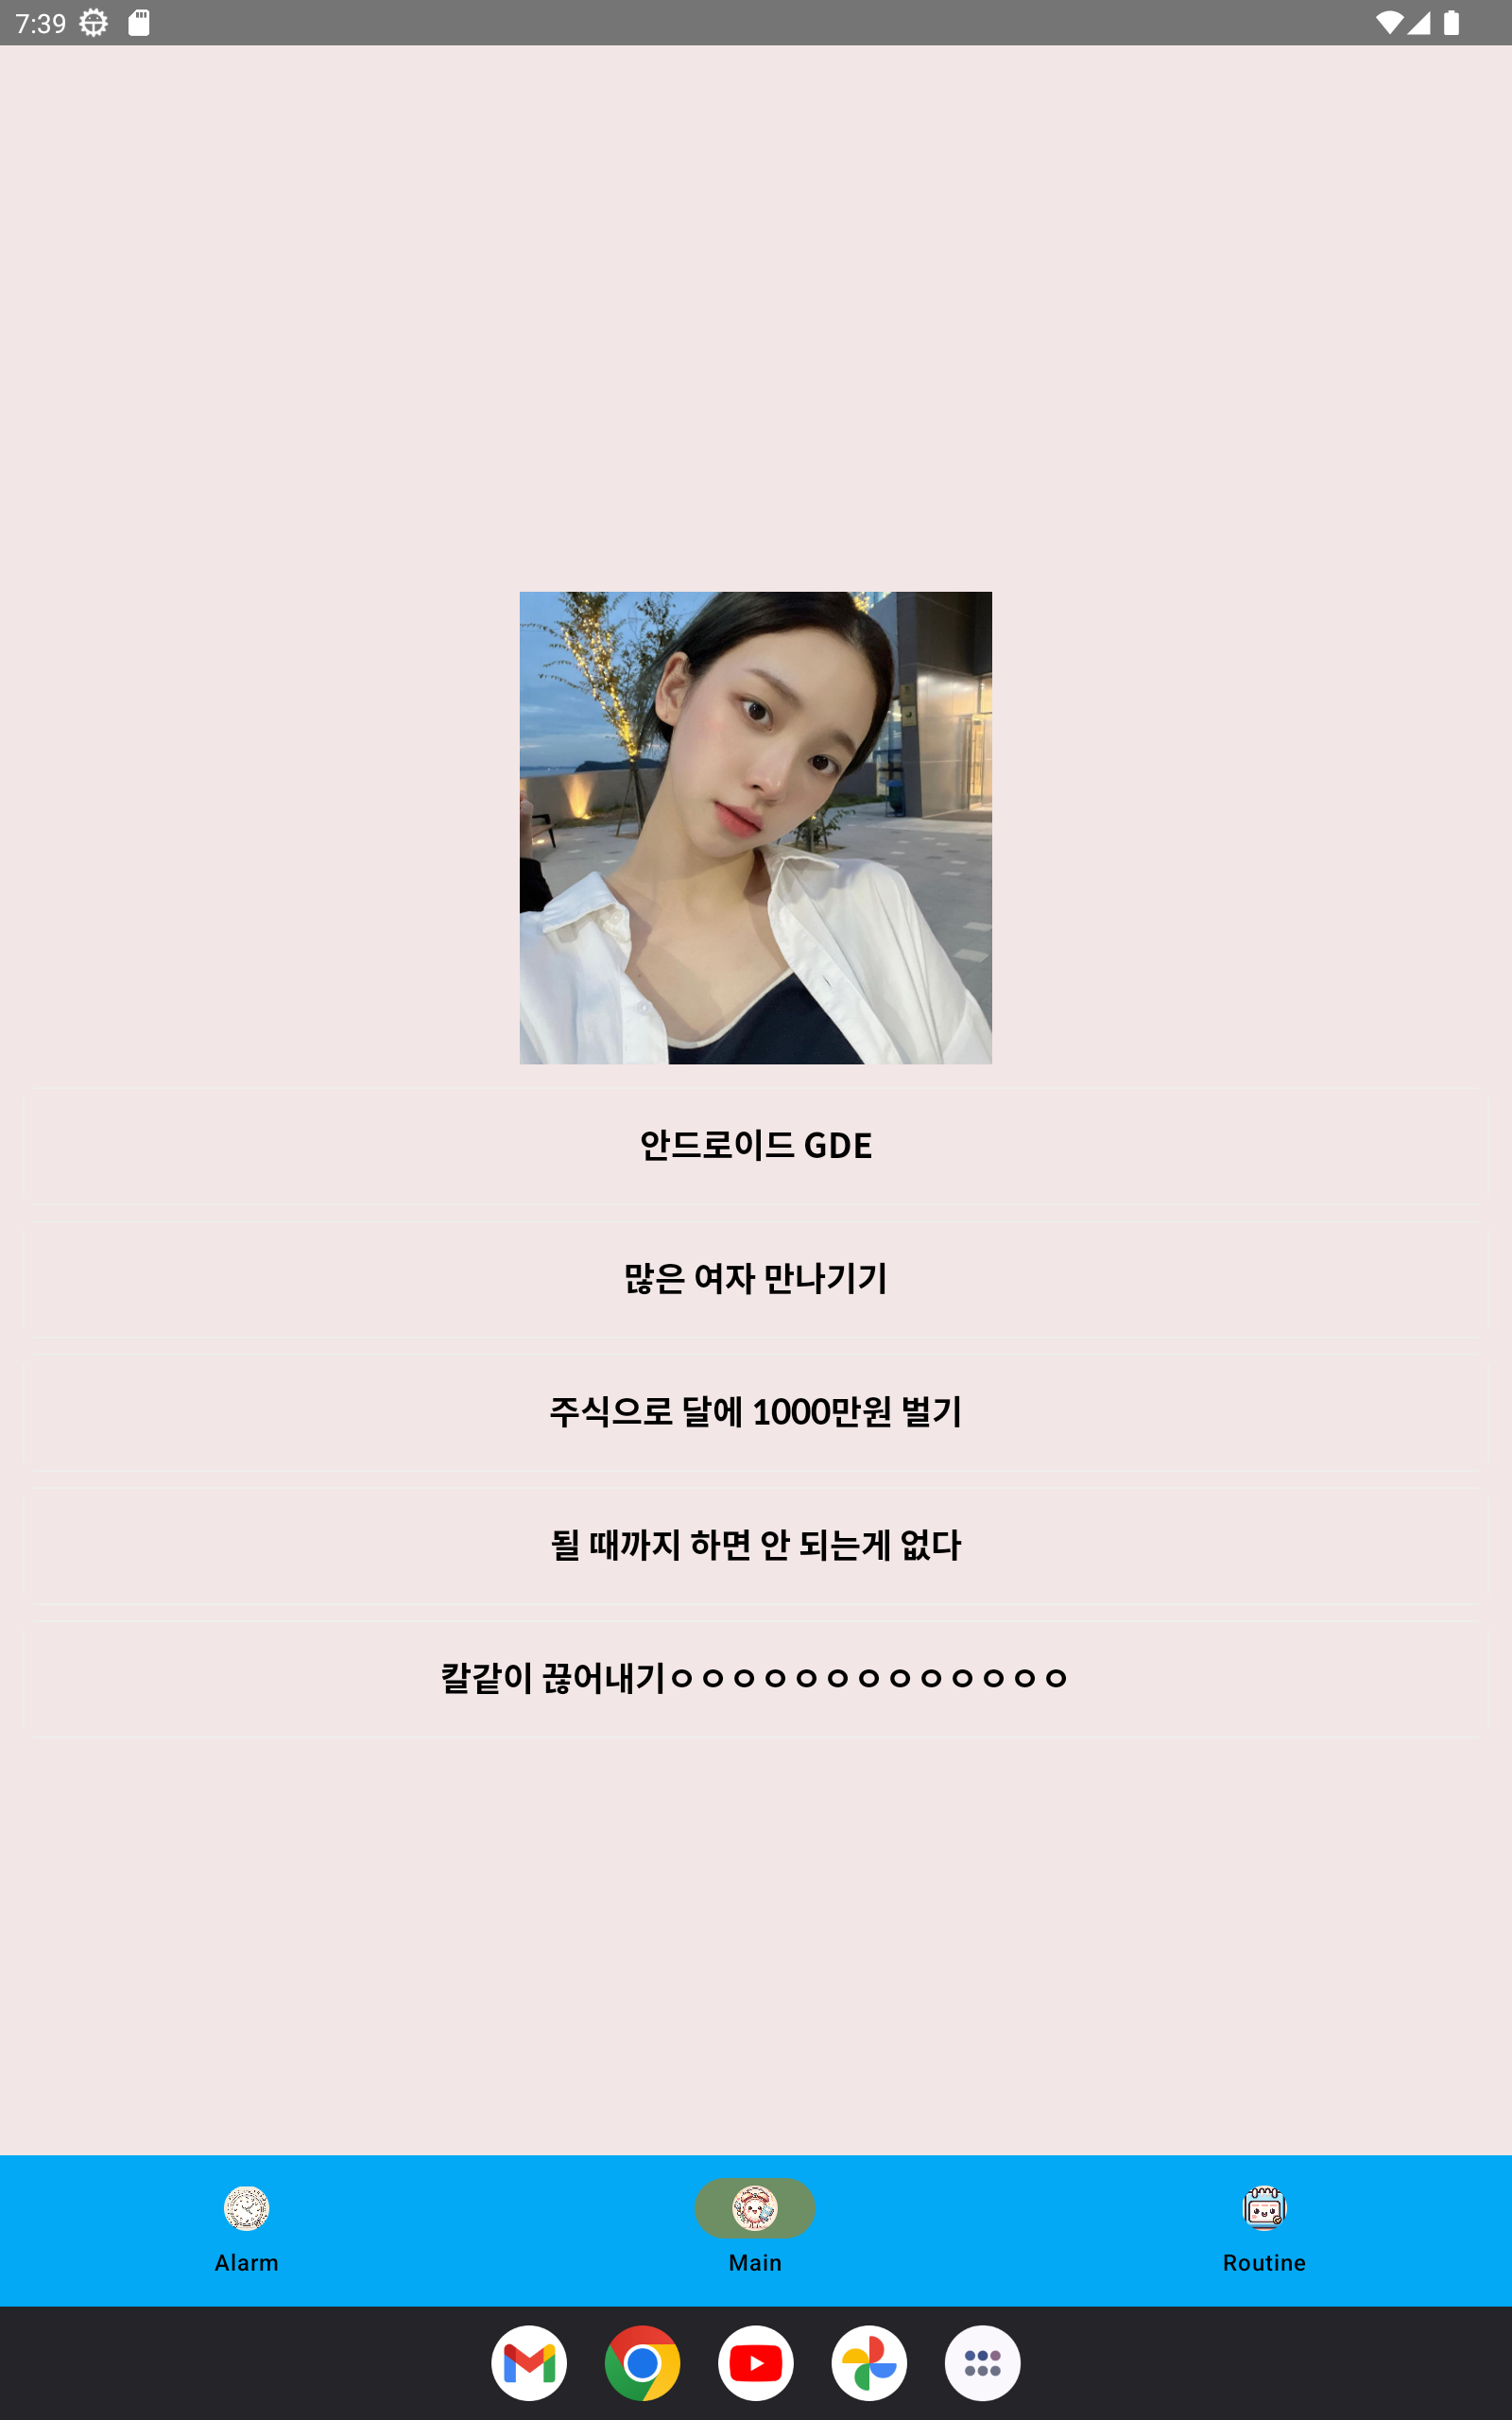 7:39
안드로이드 GDE
많은 여자 만나기기
주식으로 달에 1000만원 벌기
될 때까지 하면 안 되는게 없다
칼같이 끊어내기ㅇㅇㅇㅇㅇㅇㅇㅇㅇㅇㅇㅇㅇ
Alarm
Main
Routine